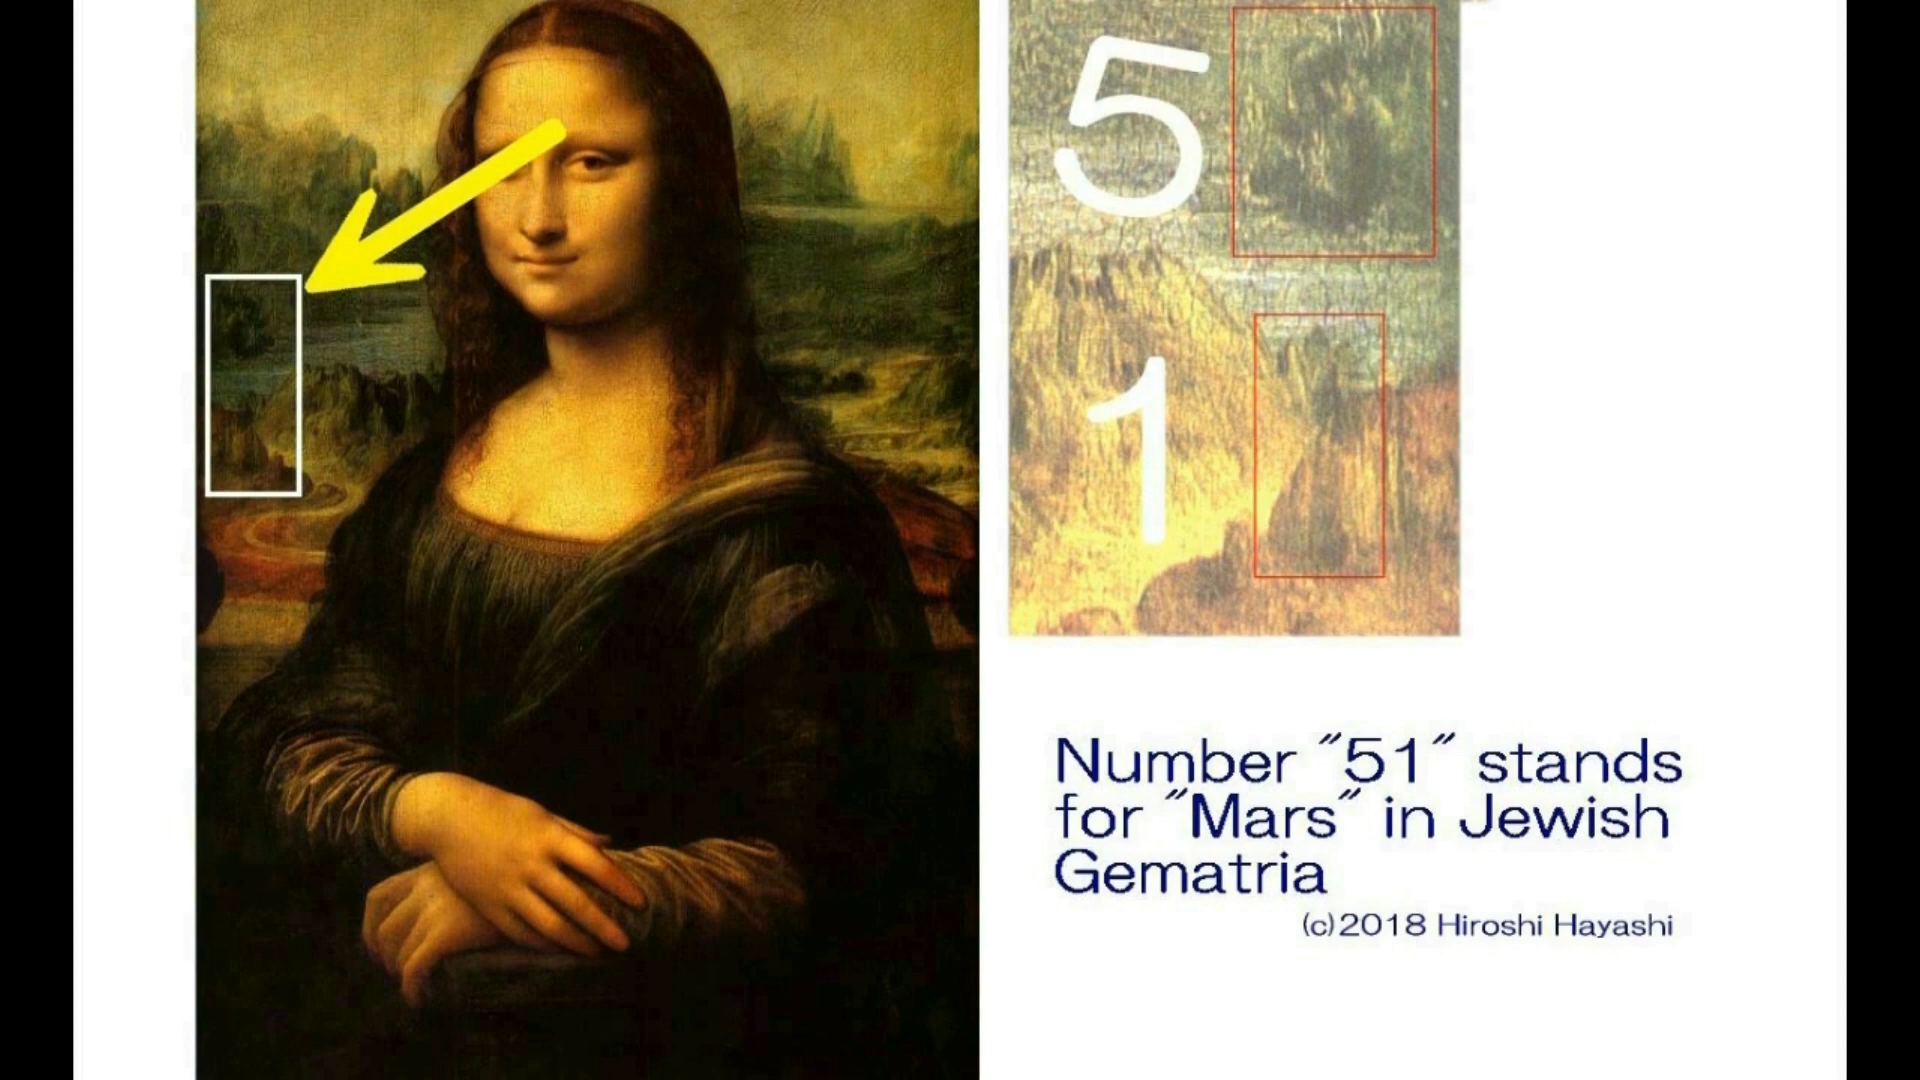 5
1
Number "51" stands
for "Mars" in Jewish
Gematria
(c)2018 Hiroshi Hayashi